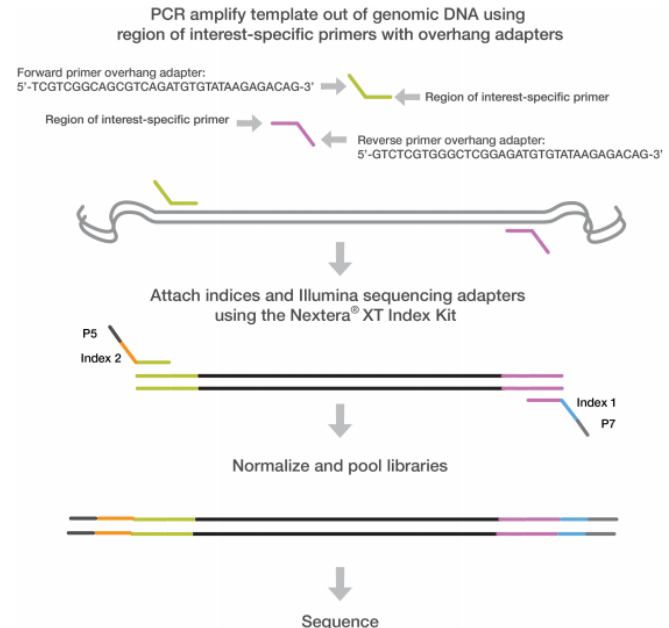 PCR amplify template out of genomic DNA using
region of interest-specific primers with overhang adapters
Forward primer overhang adapter:
5'-TCGTCGGCAGCGTCAGATGTGTATAAGAGACAG-3'
Region of interest-specific primer
Region of interest-specific primer
Reverse primer overhang adapter:
5'-GTCTCGTGGGCTCGGAGATGTGTATAAGAGACAG-3'
Attach indices and Illumina sequencing adapters
using the Nextera® XT Index Kit
P5
Index 2
Index 1
P7
Normalize and pool libraries
Sequence